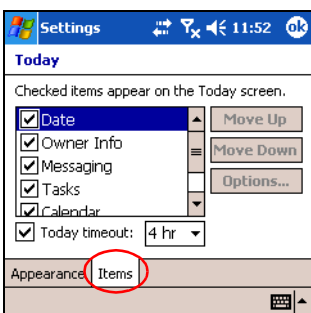 Settings 11:52 ok
Today
Checked items appear on the Today screen.
Date
Owner Info
Messaging
Tasks
Calendar
Move Up
Move Down
Options...
Today timeout: 4 hr
Appearance Items